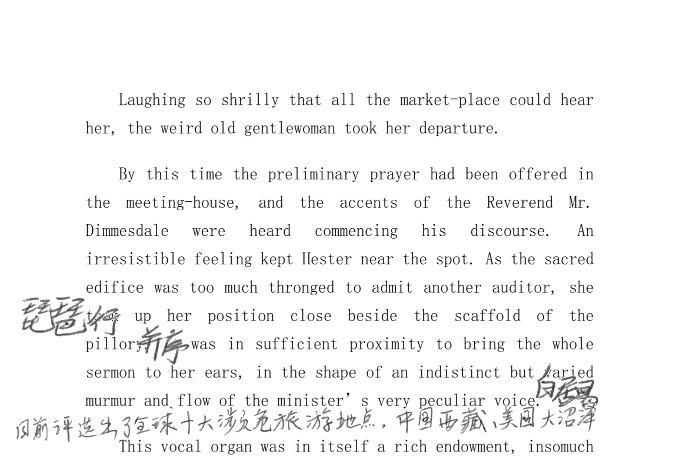 Laughing so shrilly that all the market-place could hear
her, the weird old gentlewoman took her departure.
By this time the preliminary prayer had been offered in
the meeting-house, and the accents of the Reverend Mr.
Dimmesdale were heard commencing his discourse. An
irresistible feeling kept Hester near the spot. As the sacred
edifice was too much thronged to admit another auditor, she
琵琶行
up her position close beside the scaffold of the
pillory.
并序
was in sufficient proximity to bring the whole
sermon to her ears, in the shape of an indistinct but varied
白居易
murmur and flow of the minister's very peculiar voice.
日前评选出了全球十大濒危旅游地点，中国西藏、美国大沼泽
This vocal organ was in itself a rich endowment, insomuch